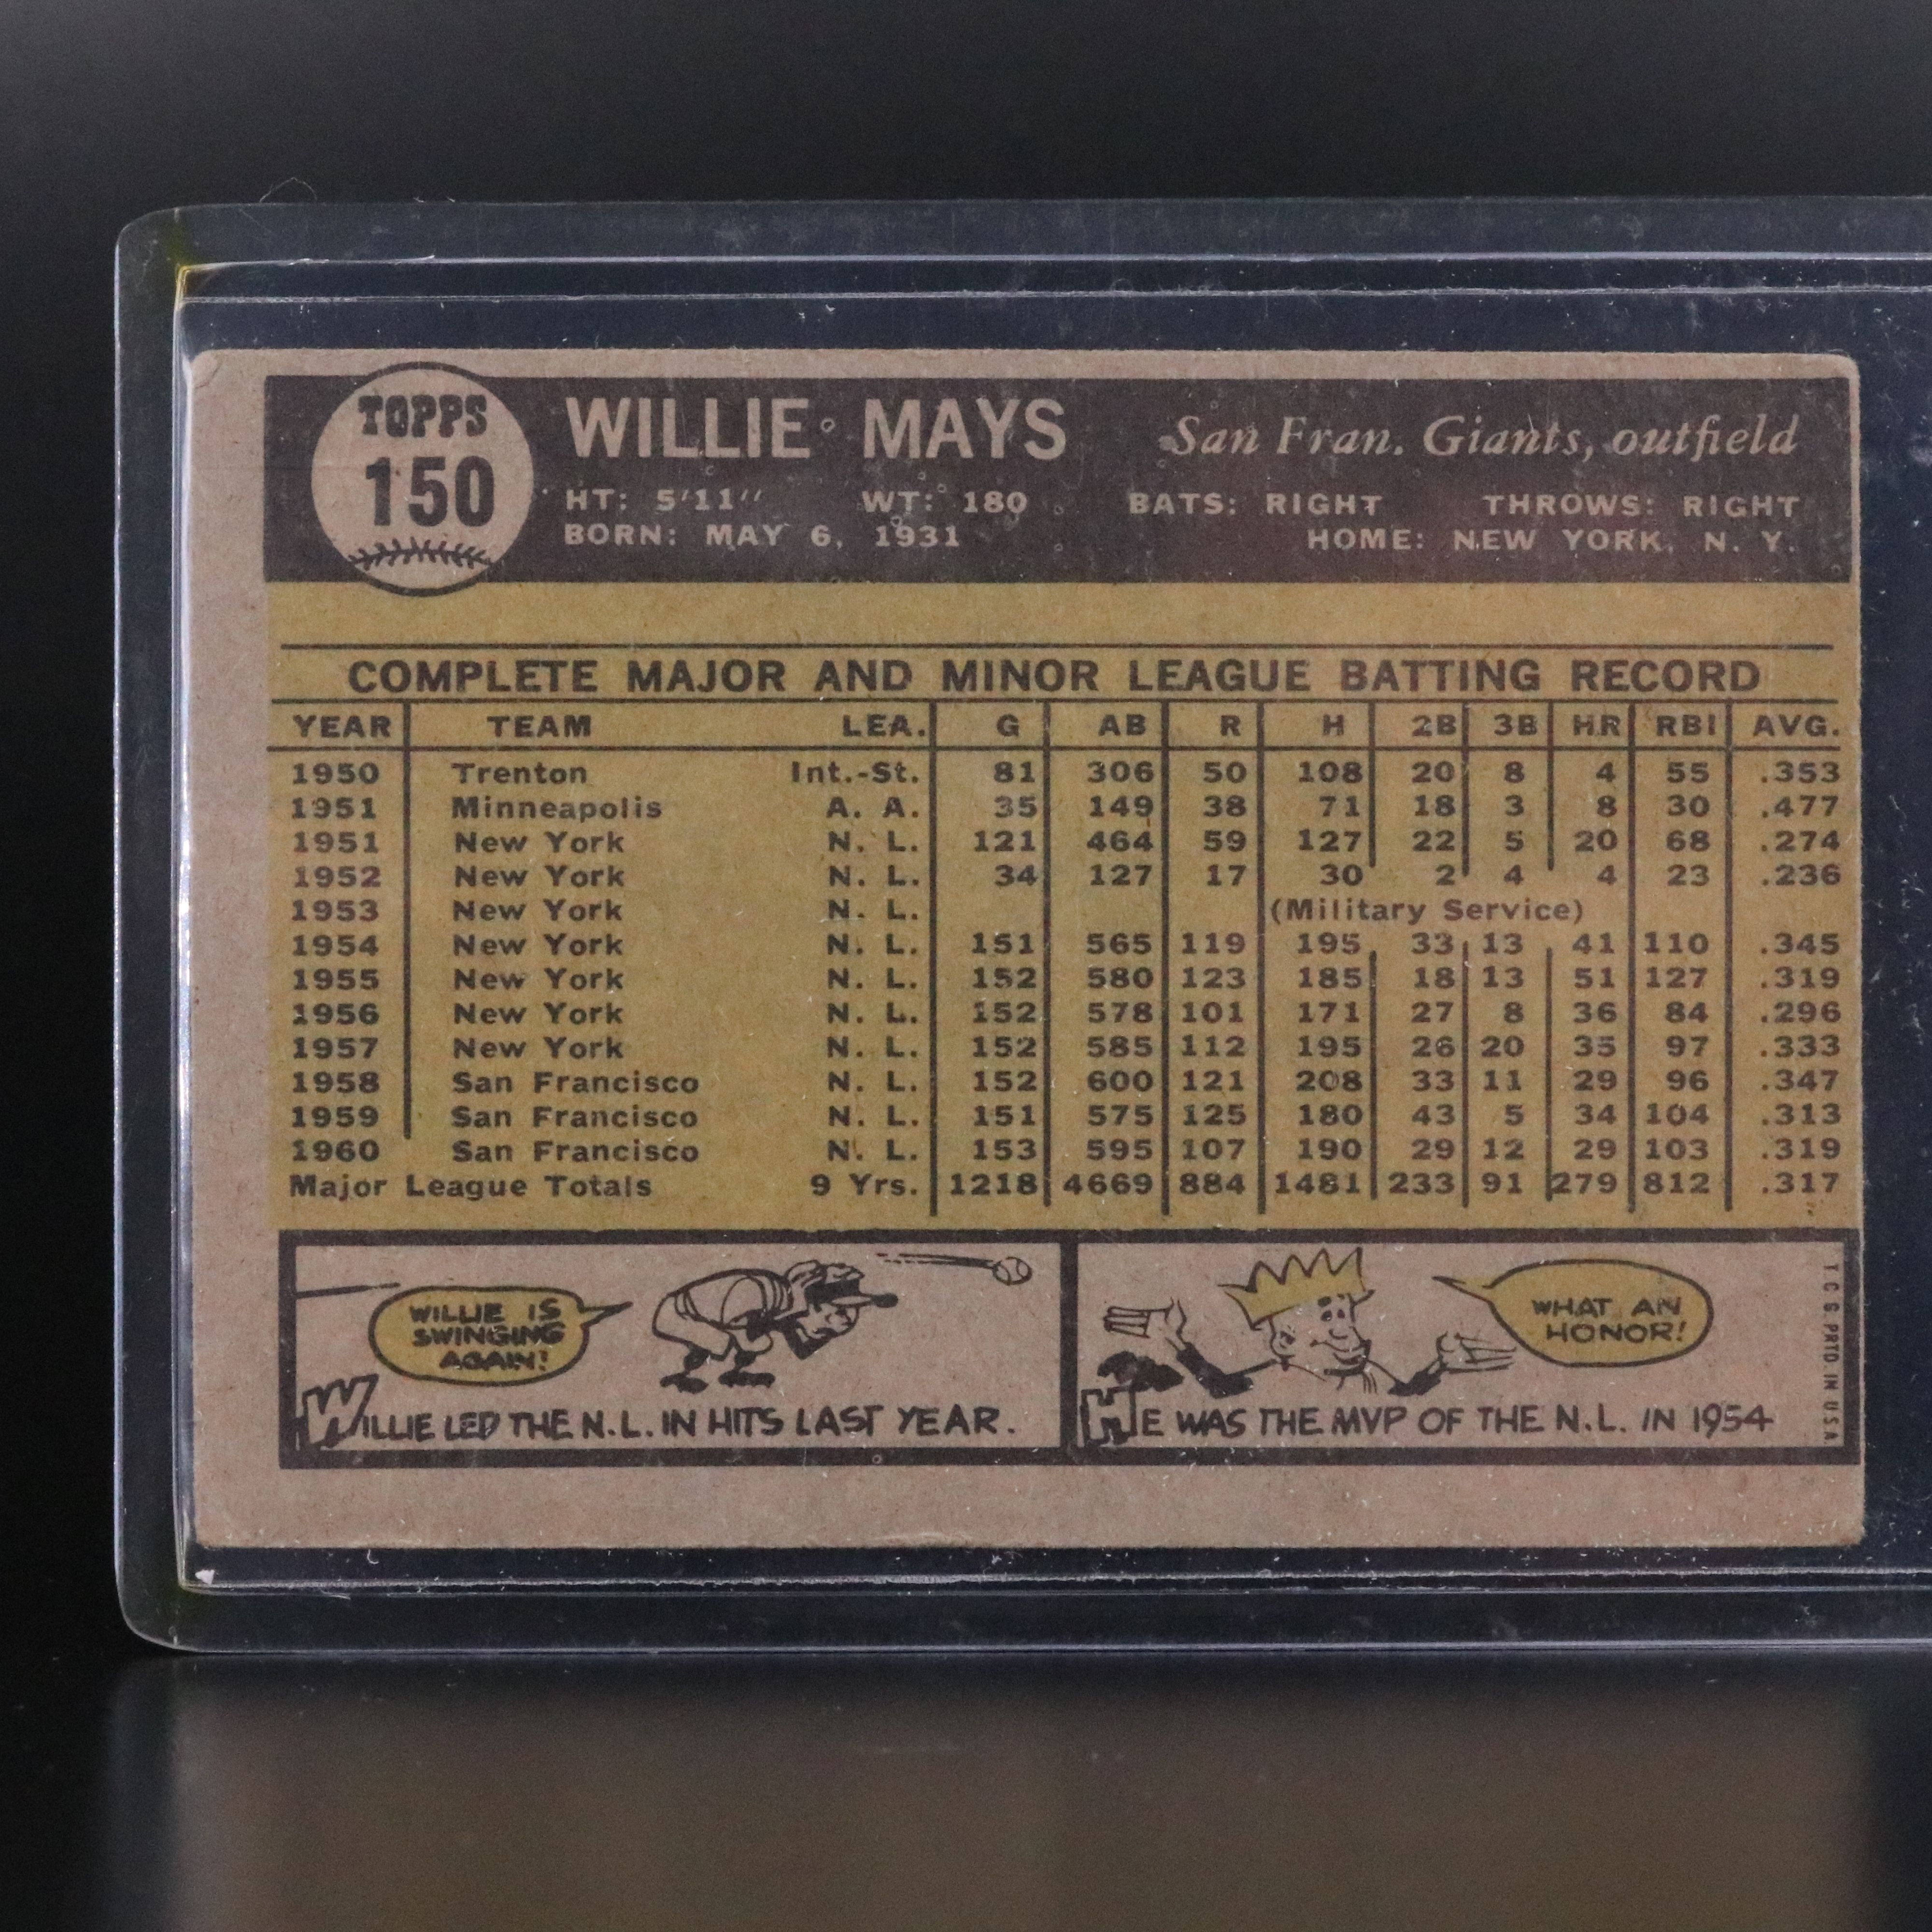 TOPPS
150
WILLIE MAYS San Fran. Giants, outfield
HT: 5'11" WT: 180 BATS: RIGHT THROWS: RIGHT
BORN: MAY 6, 1931 HOME: NEW YORK, N. Y.
COMPLETE MAJOR AND MINOR LEAGUE BATTING RECORD
YEAR TEAM LEA. G AB R H 2B 3B HR RBI AVG.
1950 Trenton Int.-St. 81 306 50 108 20 8 4 55 .353
1951 Minneapolis A. A. 35 149 38 71 18 3 8 30 .477
1951 New York N. L. 121 464 59 127 22 5 20 68 .274
1952 New York N. L. 34 127 17 30 2 4 4 23 .236
1953 New York N. L. (Military Service)
1954 New York N. L. 151 565 119 195 33 13 41 110 .345
1955 New York N. L. 152 580 123 185 18 13 51 127 .319
1956 New York N. L. 152 578 101 171 27 8 36 84 .296
1957 New York N. L. 152 585 112 195 26 20 35 97 .333
1958 San Francisco N. L. 152 600 121 208 33 11 29 96 .347
1959 San Francisco N. L. 151 575 125 180 43 5 34 104 .313
1960 San Francisco N. L. 153 595 107 190 29 12 29 103 .319
Major League Totals 9 Yrs. 1218 4669 884 1481 233 91 279 812 .317
WILLIE IS
SWINGING
AGAIN!
WILLIE LED THE N.L. IN HITS LAST YEAR.
WHAT AN
HONOR!
HE WAS THE MVP OF THE N.L. IN 1954
T C G PRTD IN U S A